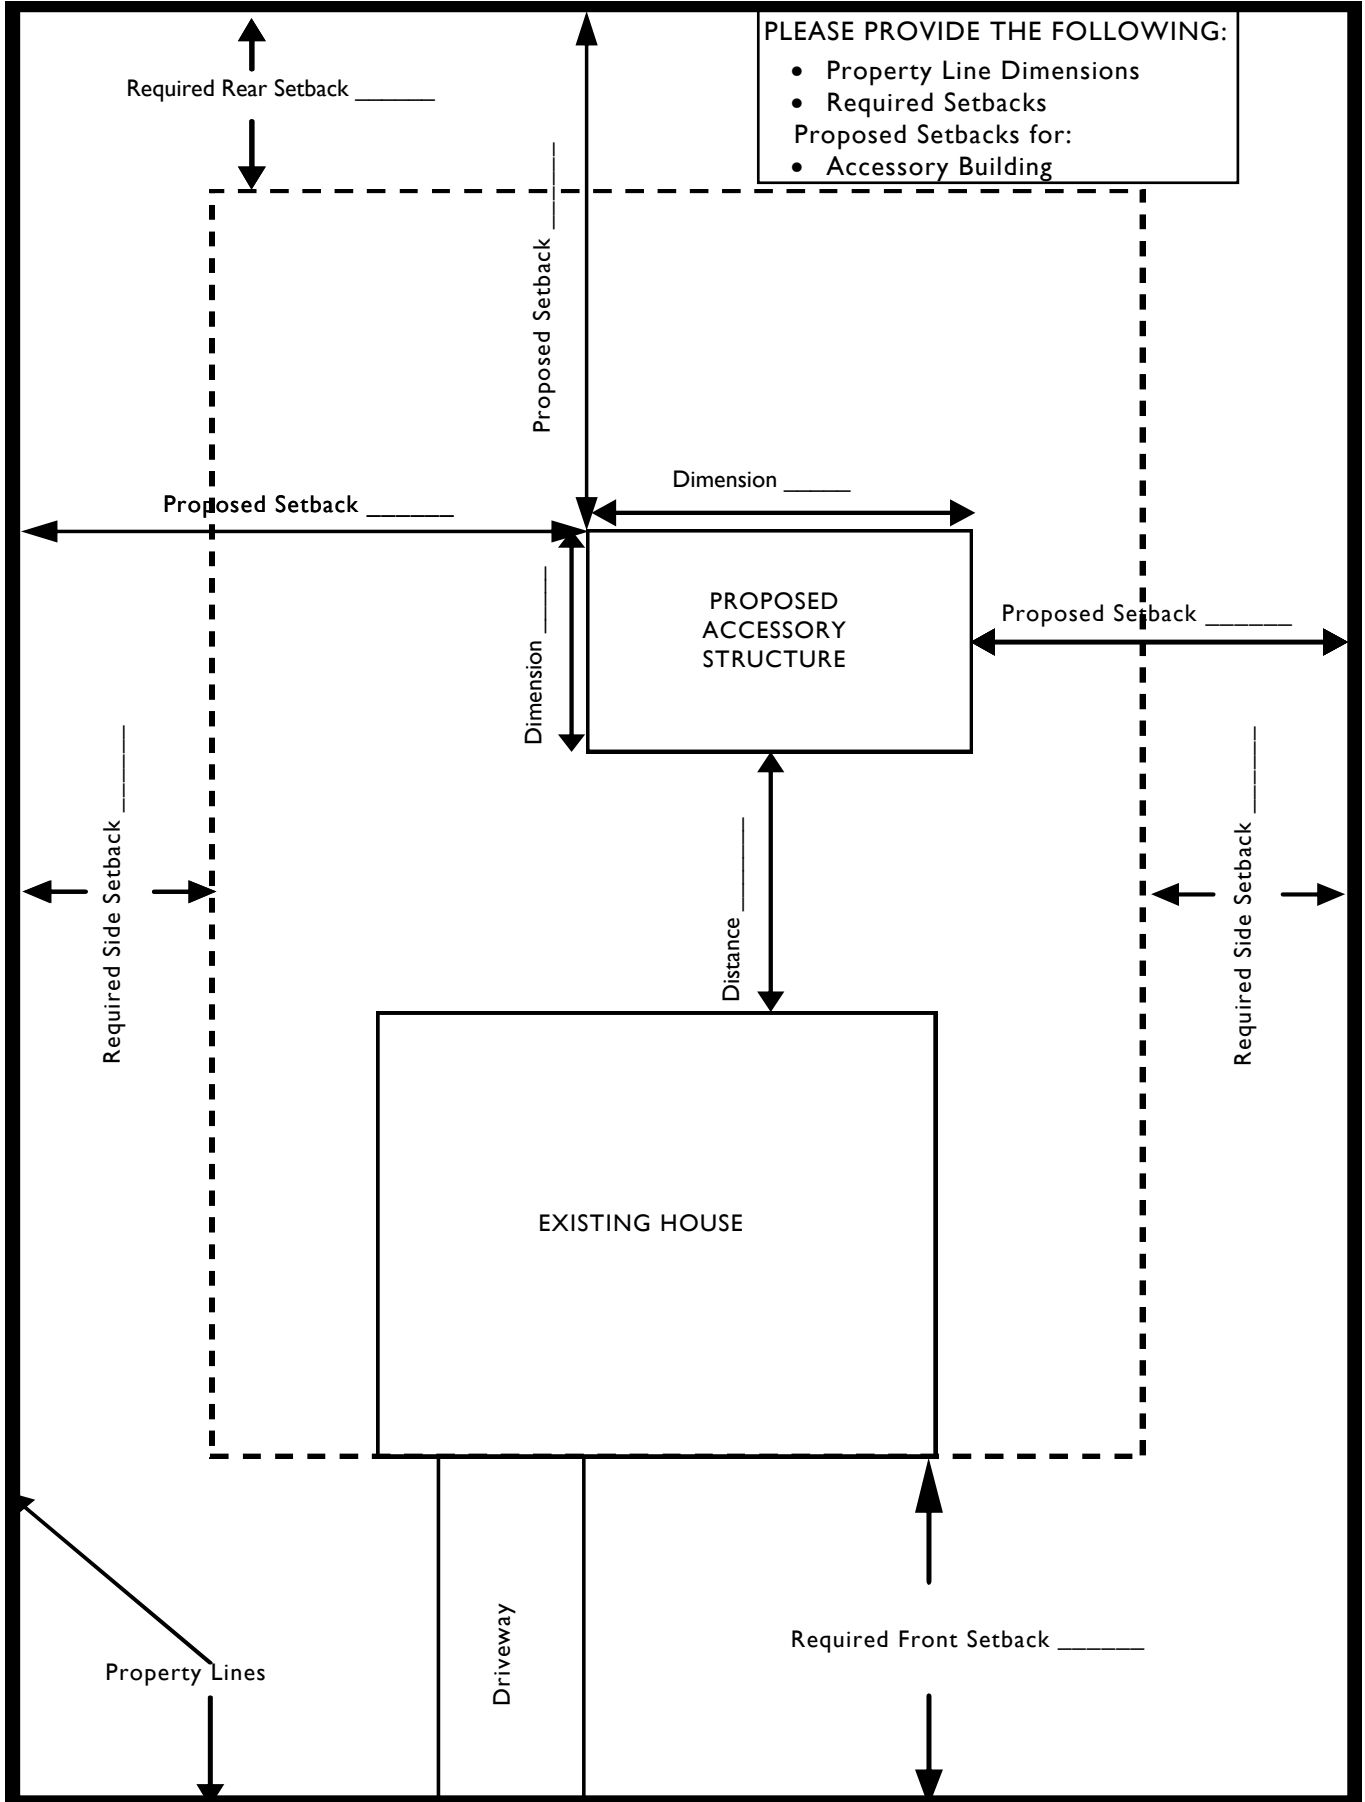 PLEASE PROVIDE THE FOLLOWING:
• Property Line Dimensions
• Required Setbacks
Proposed Setbacks for:
• Accessory Building
Required Rear Setback ______
Proposed Setback ______
Dimension _____
Proposed Setback ______
PROPOSED
ACCESSORY
STRUCTURE
Dimension _____
Proposed Setback ______
Required Side Setback ______
Distance _______
Required Side Setback ______
EXISTING HOUSE
Driveway
Required Front Setback ______
Property Lines